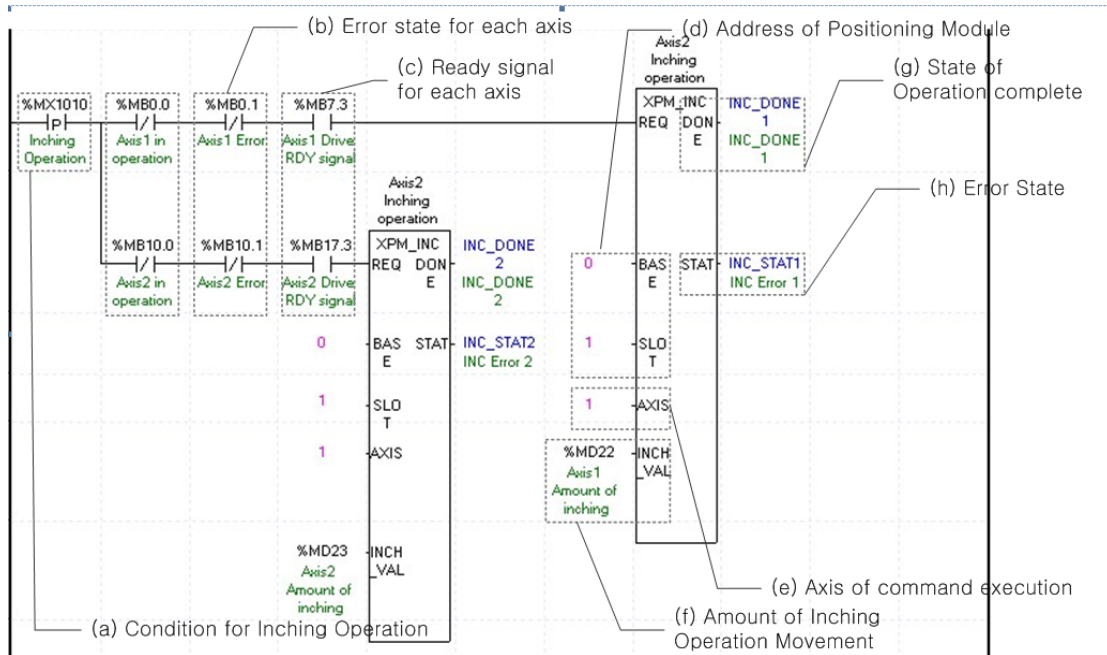 (b) Error state for each axis
(d) Address of Positioning Module
(c) Ready signal
for each axis
Axis2
Inching
operation
(g) State of
Operation complete
%MX1010
%MB0.0
%MB0.1
%MB7.3
XPM_INC
INC_DONE
1
P
REQ
DON
E
Inching
Operation
Axis1 in
operation
Axis1 Error
Axis1 Drive
RDY signal
INC_DONE
1
Axis2
Inching
operation
(h) Error State
%MB10.0
%MB10.1
%MB17.3
XPM_INC
INC_DONE
2
REQ
DON
E
Axis2 in
operation
Axis2 Error
Axis2 Drive
RDY signal
INC_DONE
2
0
BAS
E
STAT
INC_STAT1
INC Error 1
0
BAS
E
STAT
INC_STAT2
INC Error 2
1
SLO
T
1
SLO
T
1
AXIS
1
AXIS
%MD22
INCH
_VAL
Axis1
Amount of
inching
%MD23
INCH
_VAL
Axis2
Amount of
inching
(e) Axis of command execution
(f) Amount of Inching
Operation Movement
(a) Condition for Inching Operation